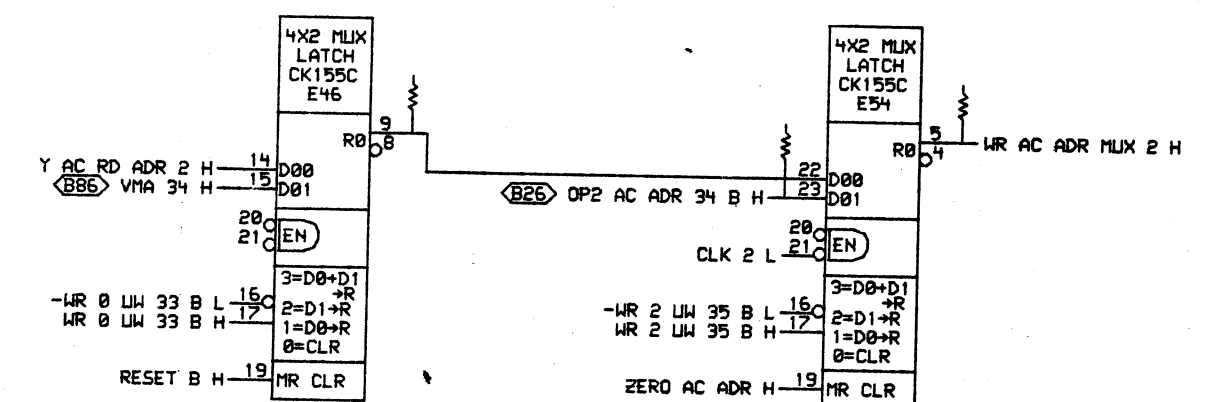 4X2 MUX
LATCH
CK155C
E46
9
R0 8
Y AC RD ADR 2 H 14 D00
B86 VMA 34 H 15 D01
20
21 EN
3=D0+D1
→R
-WR 0 UW 33 B L 16 2=D1→R
WR 0 UW 33 B H 17 1=D0→R
0=CLR
RESET B H 19 MR CLR
4X2 MUX
LATCH
CK155C
E54
5
R0 4 WR AC ADR MUX 2 H
22 D00
B26 OP2 AC ADR 34 B H 23 D01
20
CLK 2 L 21 EN
3=D0+D1
→R
-WR 2 UW 35 B L 16 2=D1→R
WR 2 UW 35 B H 17 1=D0→R
0=CLR
ZERO AC ADR H 19 MR CLR